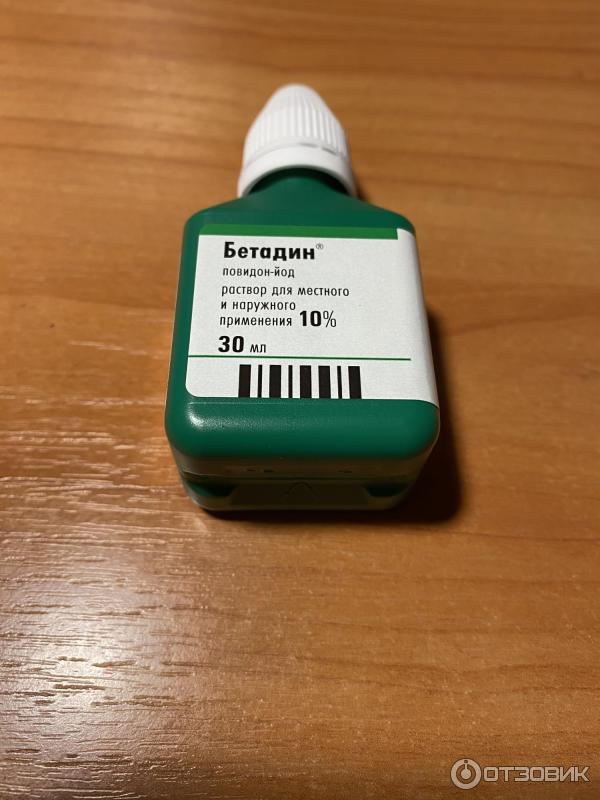 Бетадин®
повидон-йод
раствор для местного
и наружного
применения 10%
30 мл
ОТЗОВИК